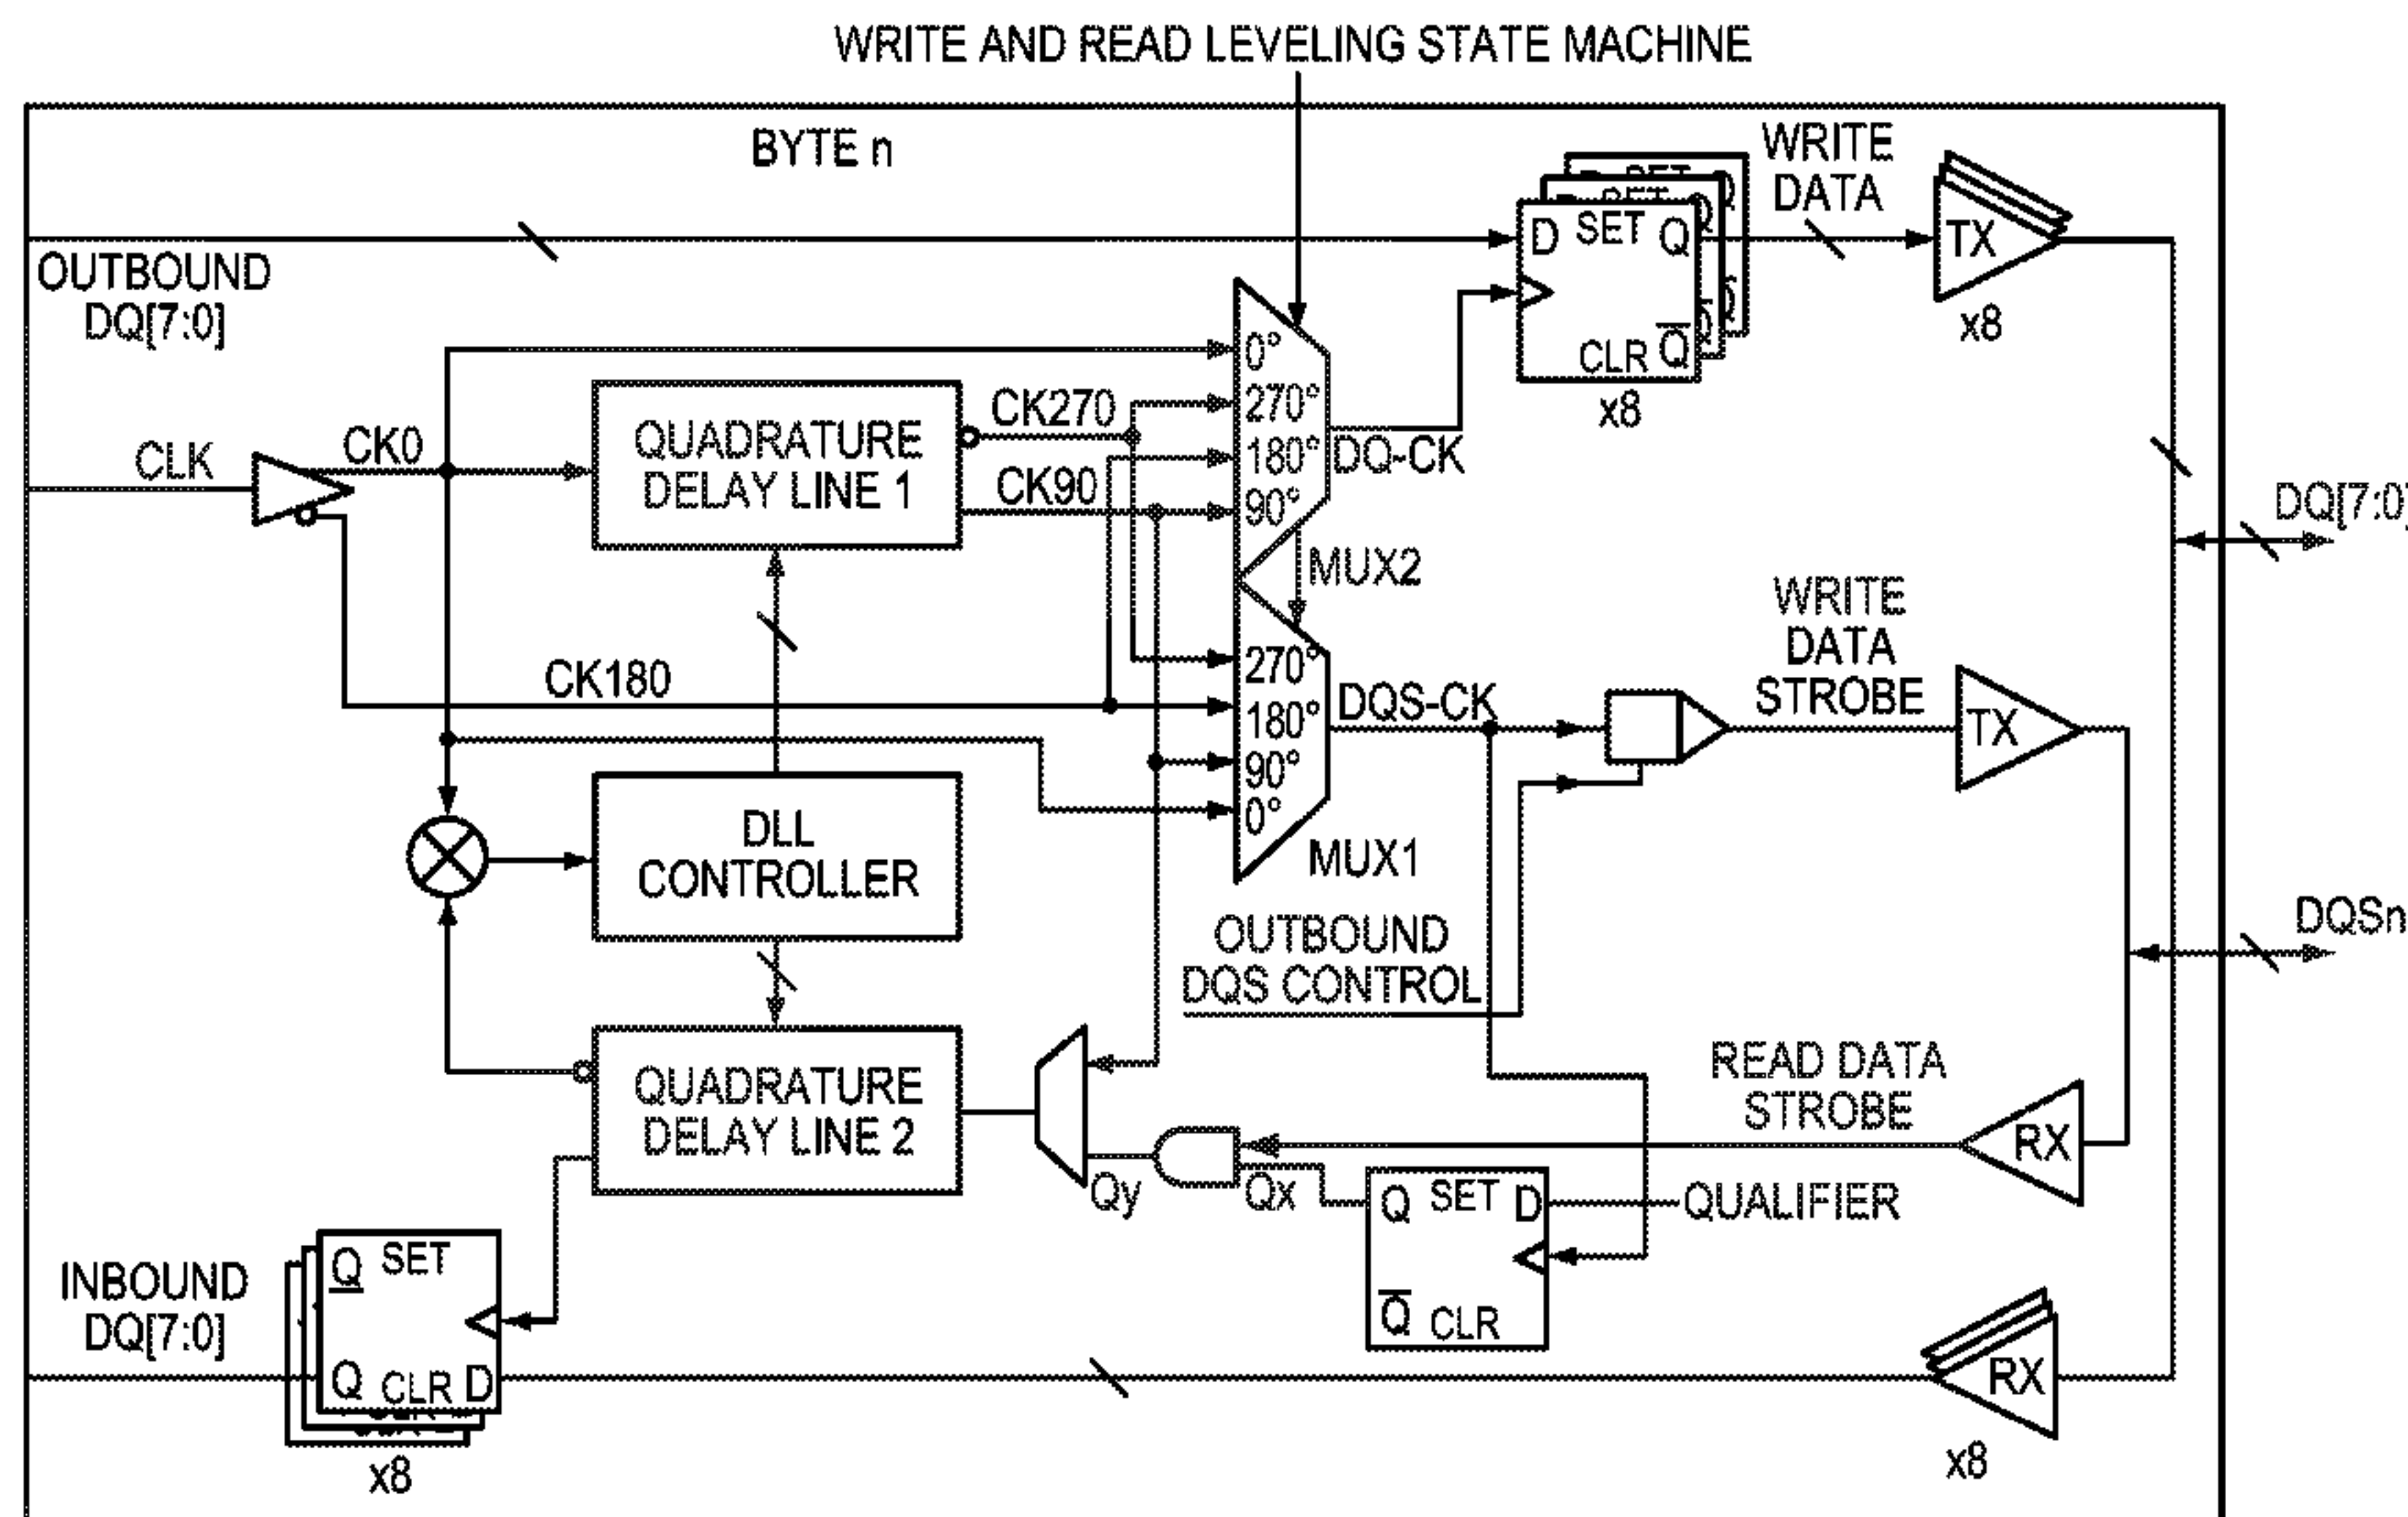 WRITE AND READ LEVELING STATE MACHINE
BYTE n
WRITE
DATA
OUTBOUND
DQ[7:0]
D SET Q
CLR Q
x8
TX
x8
CLK
CK0
QUADRATURE
DELAY LINE 1
CK270
CK90
0°
270°
180°
90°
DQ-CK
MUX2
DQ[7:0]
CK180
270°
180°
90°
0°
DQS-CK
MUX1
WRITE
DATA
STROBE
TX
DLL
CONTROLLER
OUTBOUND
DQS CONTROL
DQSn
QUADRATURE
DELAY LINE 2
READ DATA
STROBE
RX
Qy
Qx
Q SET D
Q CLR
QUALIFIER
INBOUND
DQ[7:0]
Q SET
Q CLR D
x8
RX
x8